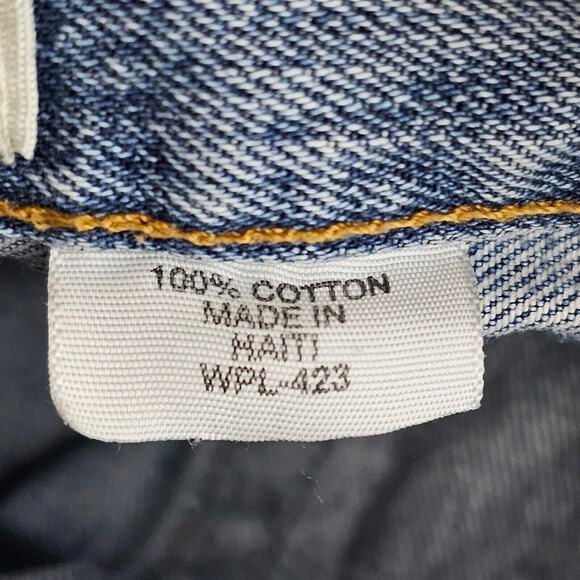 100% COTTON
MADE IN
HAITI
WPL-423